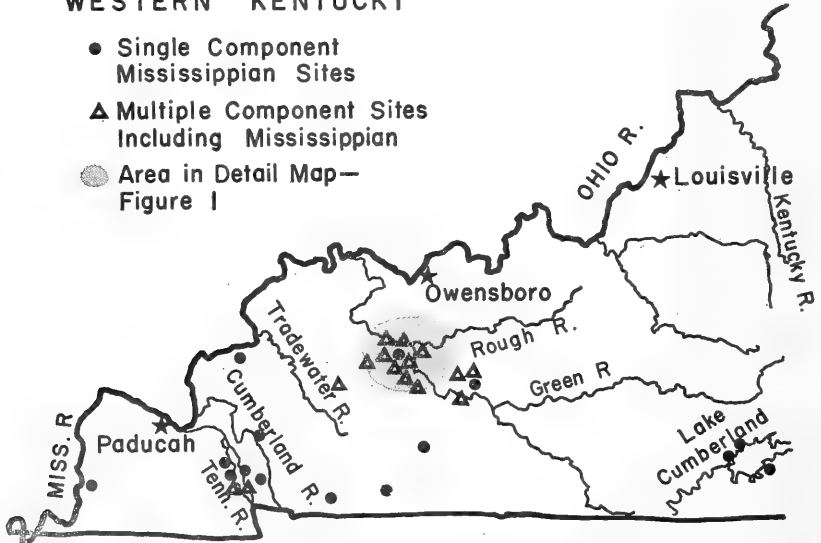 WESTERN KENTUCKY
Single Component
Mississippian Sites
Multiple Component Sites
Including Mississippian
Area in Detail Map—
Figure 1
OHIO R.
Louisville
Kentucky R.
Owensboro
Tradewater R.
Rough R.
Green R
Cumberland R.
Lake
Cumberland
MISS. R
Paducah
Tenn. R.